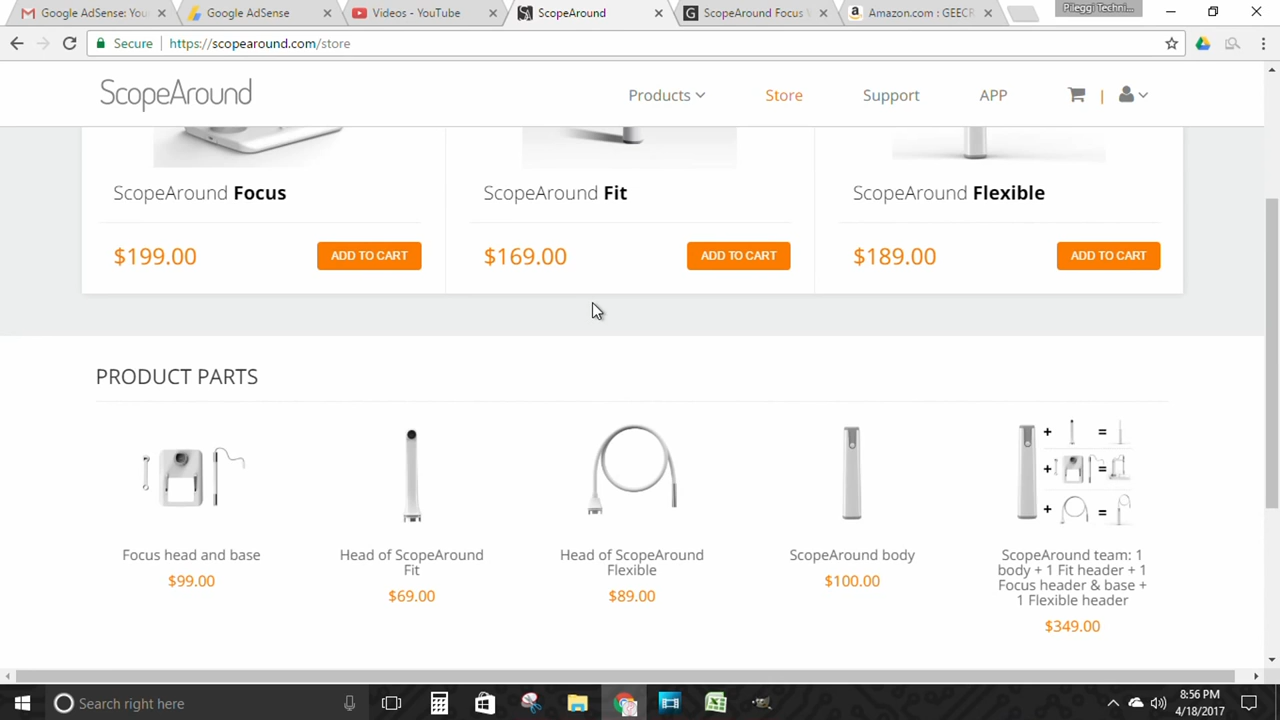 Google AdSense: Your
Google AdSense
Videos - YouTube
ScopeAround
ScopeAround Focus
Amazon.com : GEECR
Pileggi Techni...
Secure
https://scopearound.com/store
ScopeAround
Products
Store
Support
APP
|
ScopeAround Focus
ScopeAround Fit
ScopeAround Flexible
$199.00
ADD TO CART
$169.00
ADD TO CART
$189.00
ADD TO CART
PRODUCT PARTS
+ =
+ =
+ =
Focus head and base
$99.00
Head of ScopeAround
Fit
$69.00
Head of ScopeAround
Flexible
$89.00
ScopeAround body
$100.00
ScopeAround team: 1
body + 1 Fit header + 1
Focus header & base +
1 Flexible header
$349.00
Search right here
8:56 PM
4/18/2017